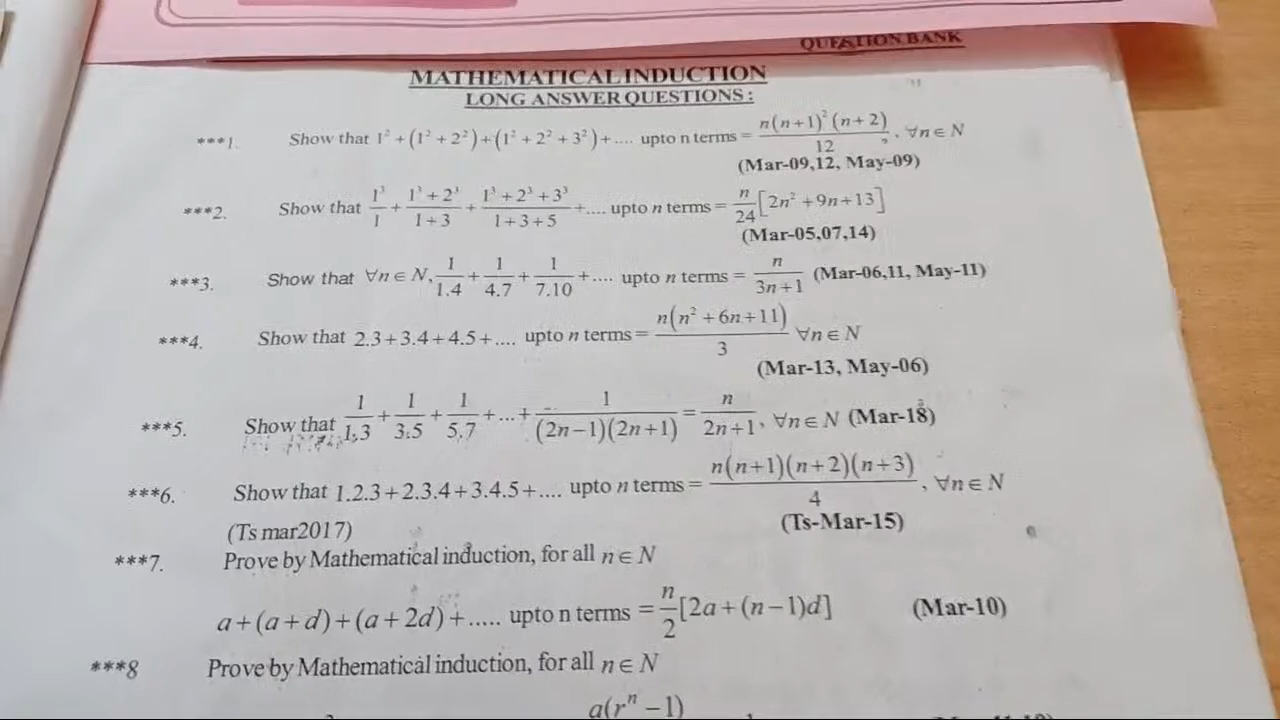 QUESTION BANK
MATHEMATICAL INDUCTION
LONG ANSWER QUESTIONS :
***1. Show that 1² + (1² + 2²) + (1² + 2² + 3²) + .... upto n terms = n(n+1)²(n+2)/12, ∀n∈N
(Mar-09,12, May-09)
***2. Show that 1³/1 + (1³+2³)/(1+3) + (1³+2³+3³)/(1+3+5) + .... upto n terms = n/24 [2n² + 9n + 13]
(Mar-05,07,14)
***3. Show that ∀n∈N, 1/1.4 + 1/4.7 + 1/7.10 + .... upto n terms = n/(3n+1) (Mar-06,11, May-11)
***4. Show that 2.3 + 3.4 + 4.5 + .... upto n terms = n(n² + 6n + 11)/3 ∀n∈N
(Mar-13, May-06)
***5. Show that 1/1.3 + 1/3.5 + 1/5.7 + ... + 1/((2n−1)(2n+1)) = n/(2n+1), ∀n∈N (Mar-18)
***6. Show that 1.2.3 + 2.3.4 + 3.4.5 + .... upto n terms = n(n+1)(n+2)(n+3)/4, ∀n∈N
(Ts mar2017) (Ts-Mar-15)
***7. Prove by Mathematical induction, for all n∈N
a + (a+d) + (a+2d) + ..... upto n terms = n/2 [2a + (n−1)d] (Mar-10)
***8 Prove by Mathematical induction, for all n∈N
a(rⁿ − 1)